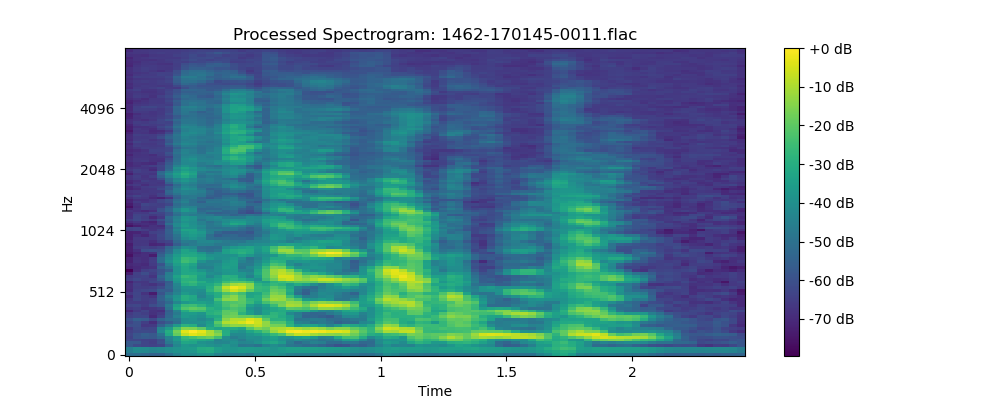 Processed Spectrogram: 1462-170145-0011.flac
Hz
4096
2048
1024
512
0
0
0.5
1
1.5
2
Time
+0 dB
-10 dB
-20 dB
-30 dB
-40 dB
-50 dB
-60 dB
-70 dB